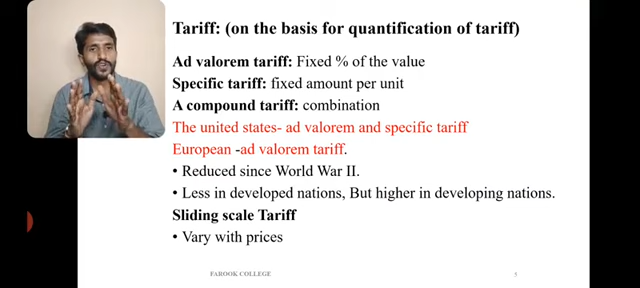 Tariff: (on the basis for quantification of tariff)
Ad valorem tariff: Fixed % of the value
Specific tariff: fixed amount per unit
A compound tariff: combination
The united states- ad valorem and specific tariff
European -ad valorem tariff.
• Reduced since World War II.
• Less in developed nations, But higher in developing nations.
Sliding scale Tariff
• Vary with prices
FAROOK COLLEGE
5